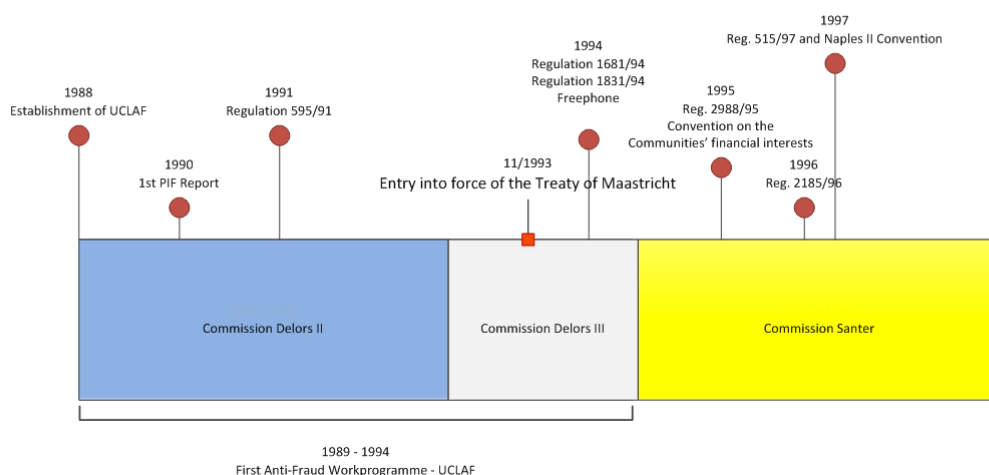 1997
Reg. 515/97 and Naples II Convention
1994
Regulation 1681/94
Regulation 1831/94
Freephone
1988
Establishment of UCLAF
1991
Regulation 595/91
1995
Reg. 2988/95
Convention on the
Communities' financial interests
1990
1st PIF Report
11/1993
Entry into force of the Treaty of Maastricht
1996
Reg. 2185/96
Commission Delors II
Commission Delors III
Commission Santer
1989 - 1994
First Anti-Fraud Workprogramme - UCLAF